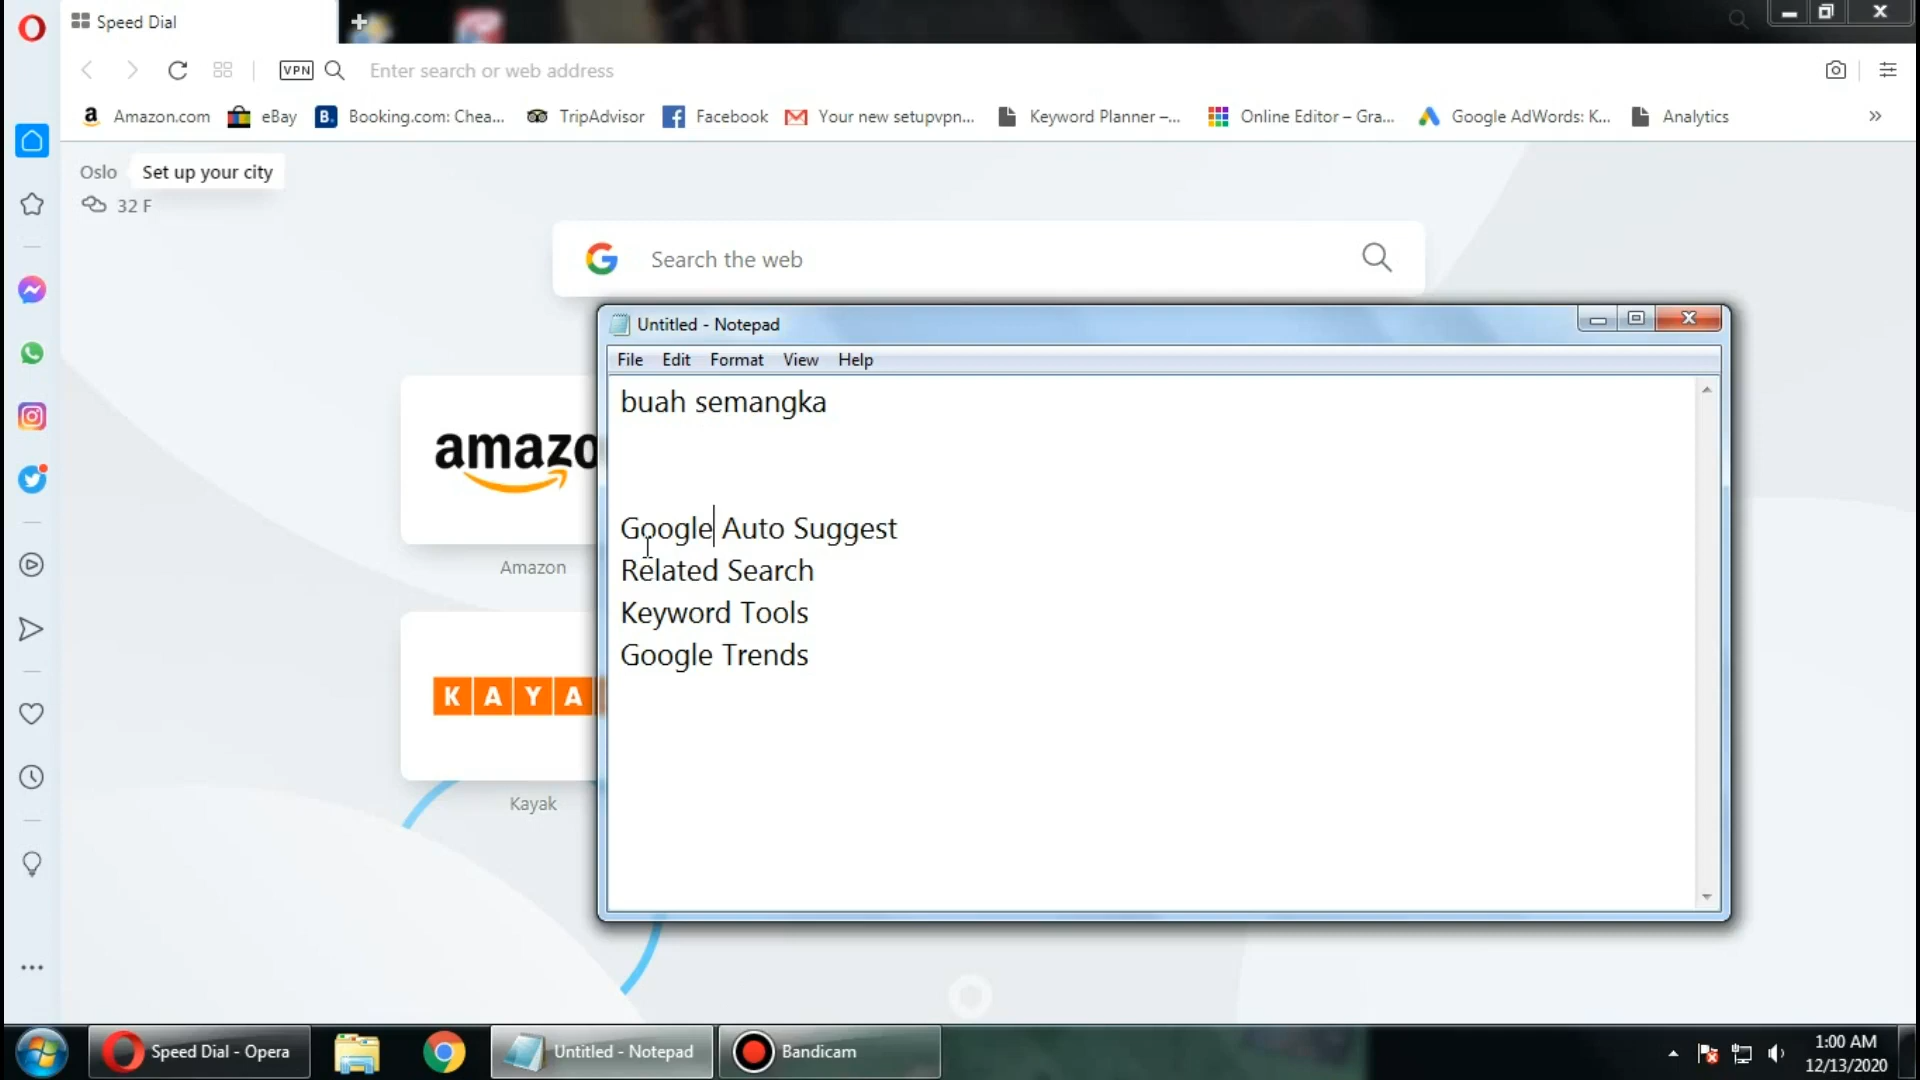 Speed Dial
VPN
Enter search or web address
Amazon.com
eBay
Booking.com: Chea...
TripAdvisor
Facebook
Your new setupvpn...
Keyword Planner –...
Online Editor – Gra...
Google AdWords: K...
Analytics
Oslo
Set up your city
32 F
Search the web
Untitled - Notepad
File Edit Format View Help
buah semangka
Google Auto Suggest
Related Search
Keyword Tools
Google Trends
amazo
Amazon
KAYA
Kayak
Speed Dial - Opera
Untitled - Notepad
Bandicam
1:00 AM
12/13/2020